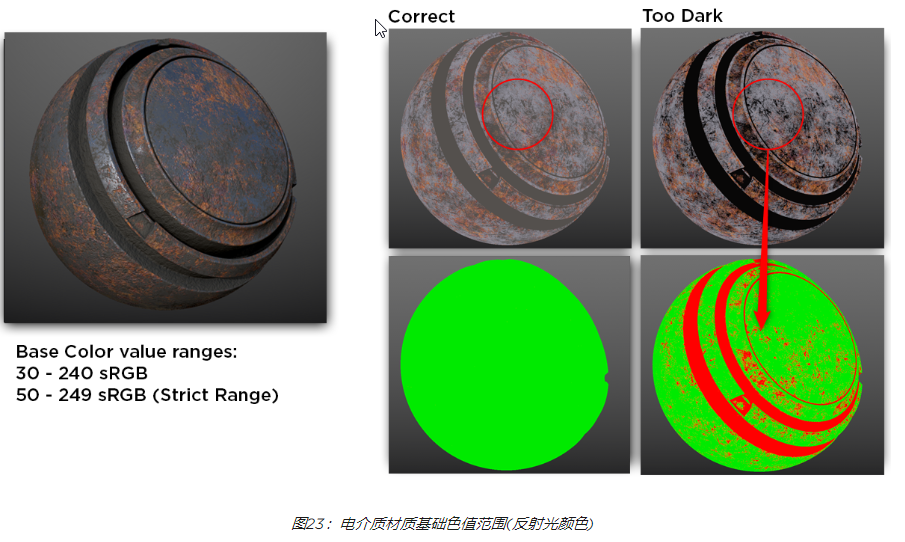 Correct
Too Dark
Base Color value ranges:
30 - 240 sRGB
50 - 249 sRGB (Strict Range)
图23：电介质材质基础色值范围(反射光颜色)